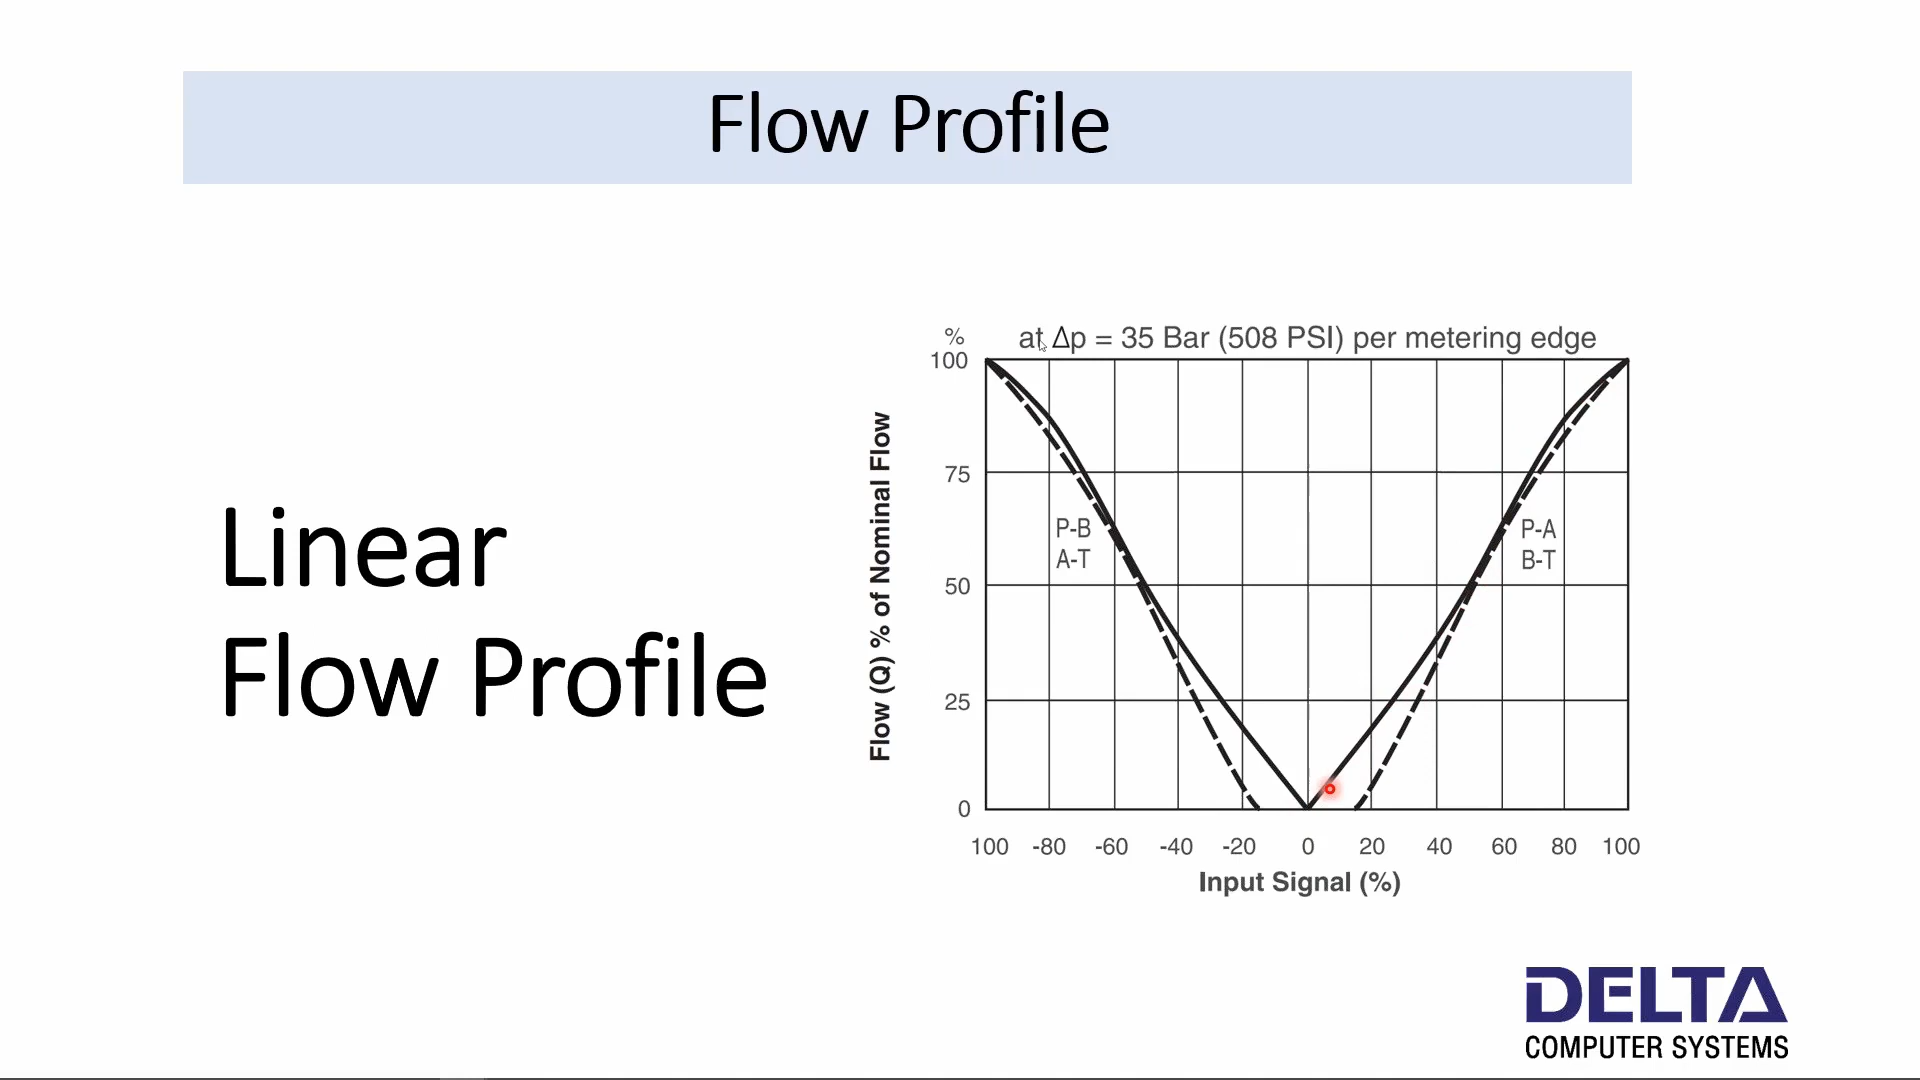 Flow Profile
Linear
Flow Profile
at Δp = 35 Bar (508 PSI) per metering edge
%
100
75
50
25
0
Flow (Q) % of Nominal Flow
P-B
A-T
P-A
B-T
100 -80 -60 -40 -20 0 20 40 60 80 100
Input Signal (%)
DELTA
COMPUTER SYSTEMS